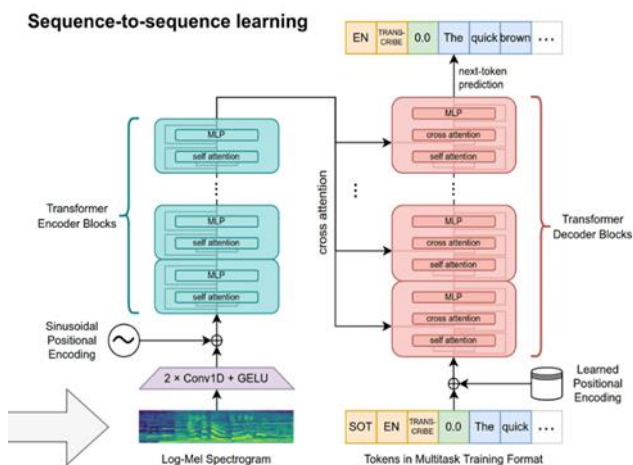 Sequence-to-sequence learning
EN
TRANS-
CRIBE
0.0
The
quick
brown
...
next-token
prediction
MLP
self attention
MLP
self attention
MLP
self attention
Transformer
Encoder Blocks
cross attention
MLP
cross attention
self attention
MLP
cross attention
self attention
MLP
cross attention
self attention
Transformer
Decoder Blocks
Sinusoidal
Positional
Encoding
2 × Conv1D + GELU
Log-Mel Spectrogram
Learned
Positional
Encoding
SOT
EN
TRANS-
CRIBE
0.0
The
quick
...
Tokens in Multitask Training Format